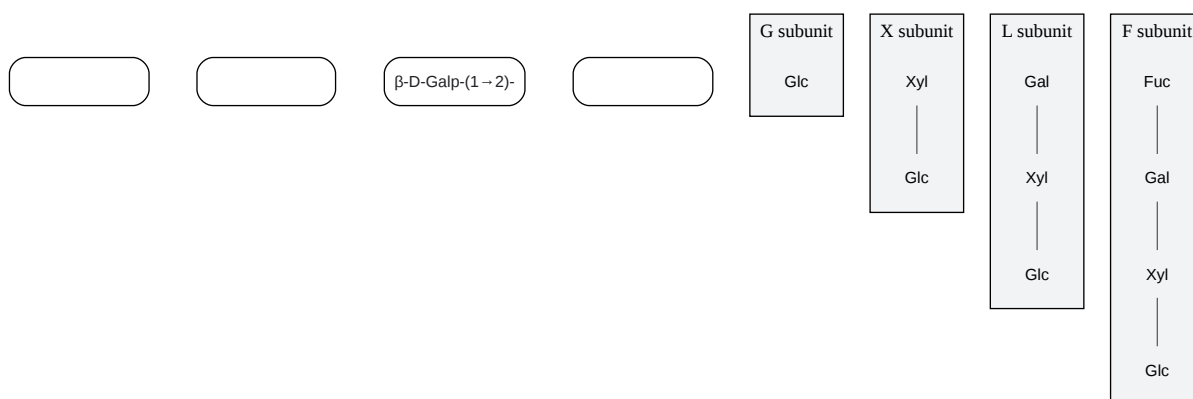 β-D-Galp-(1→2)-
G subunit
Glc
X subunit
Xyl
Glc
L subunit
Gal
Xyl
Glc
F subunit
Fuc
Gal
Xyl
Glc